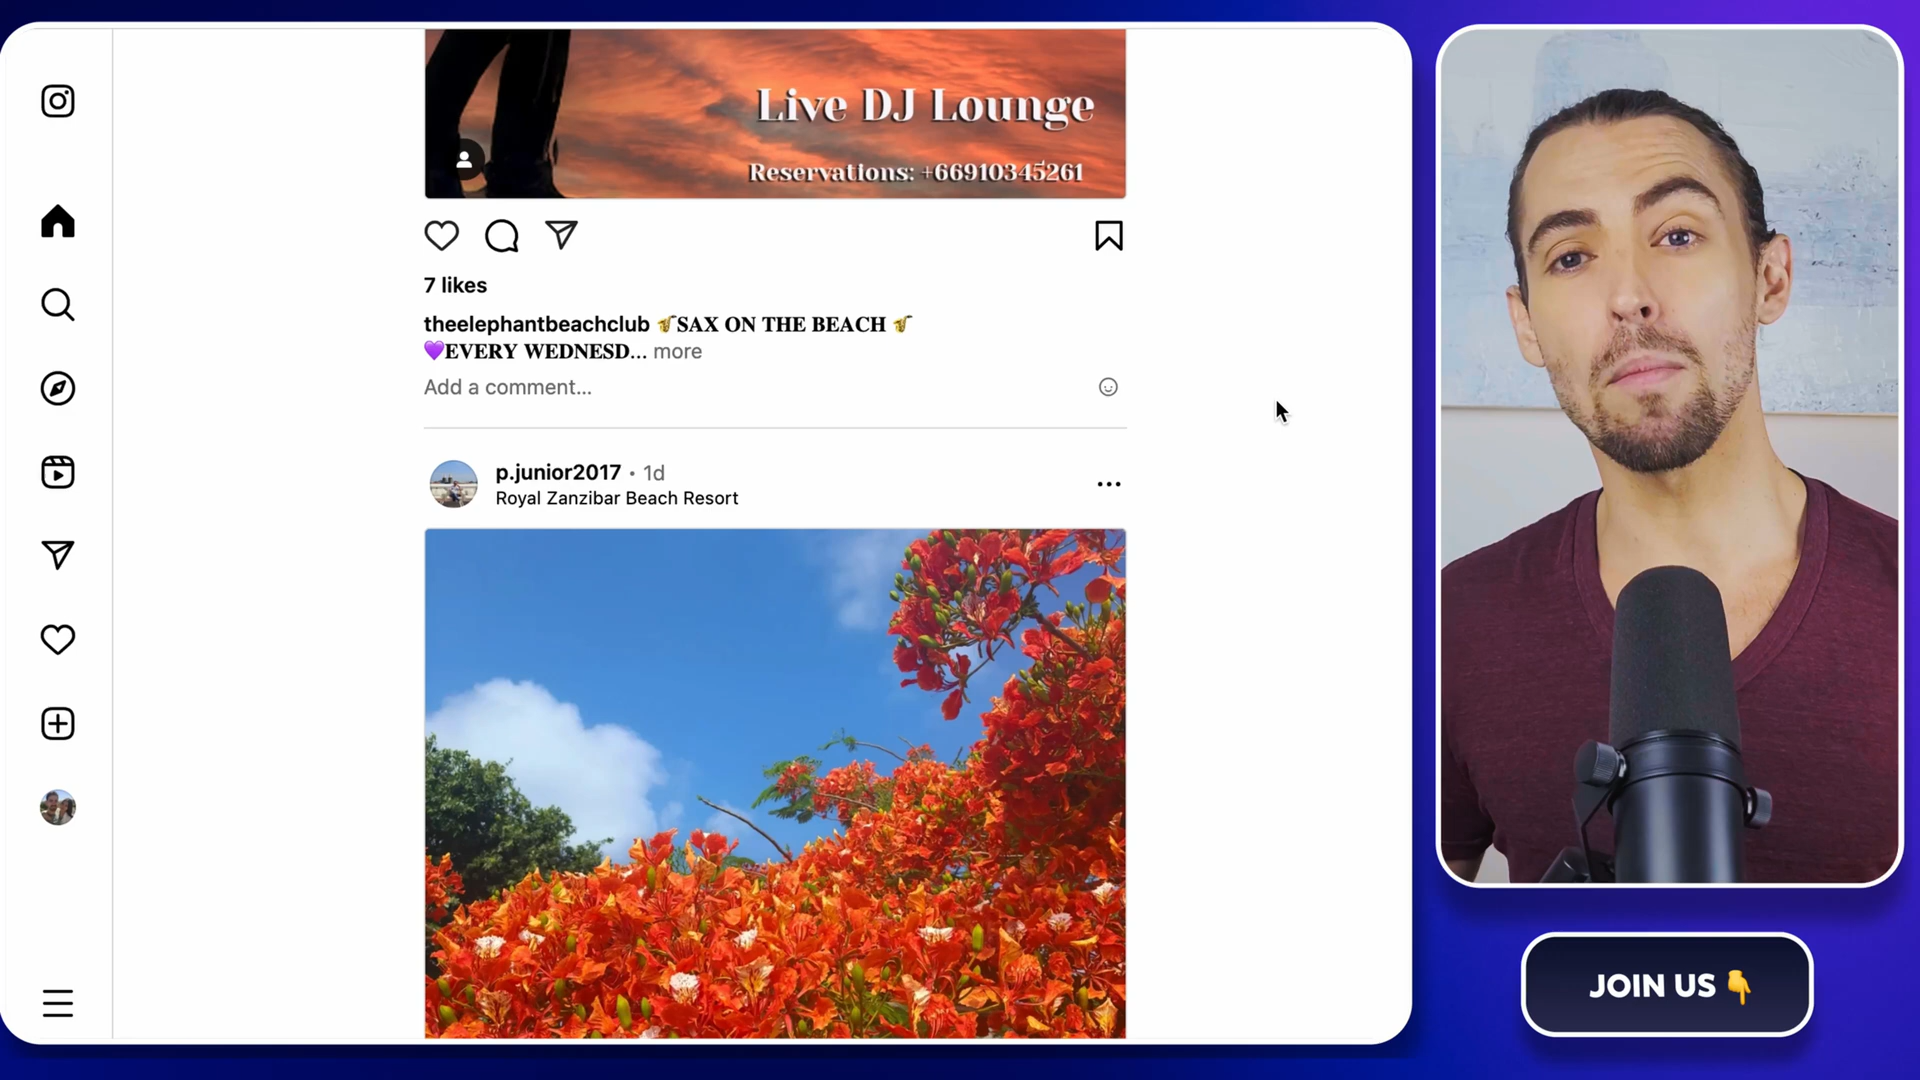 Live DJ Lounge
Reservations: +66910345261
7 likes
theelephantbeachclub 🎷SAX ON THE BEACH 🎷
💜EVERY WEDNESD... more
Add a comment...
p.junior2017 • 1d
Royal Zanzibar Beach Resort
JOIN US 👇